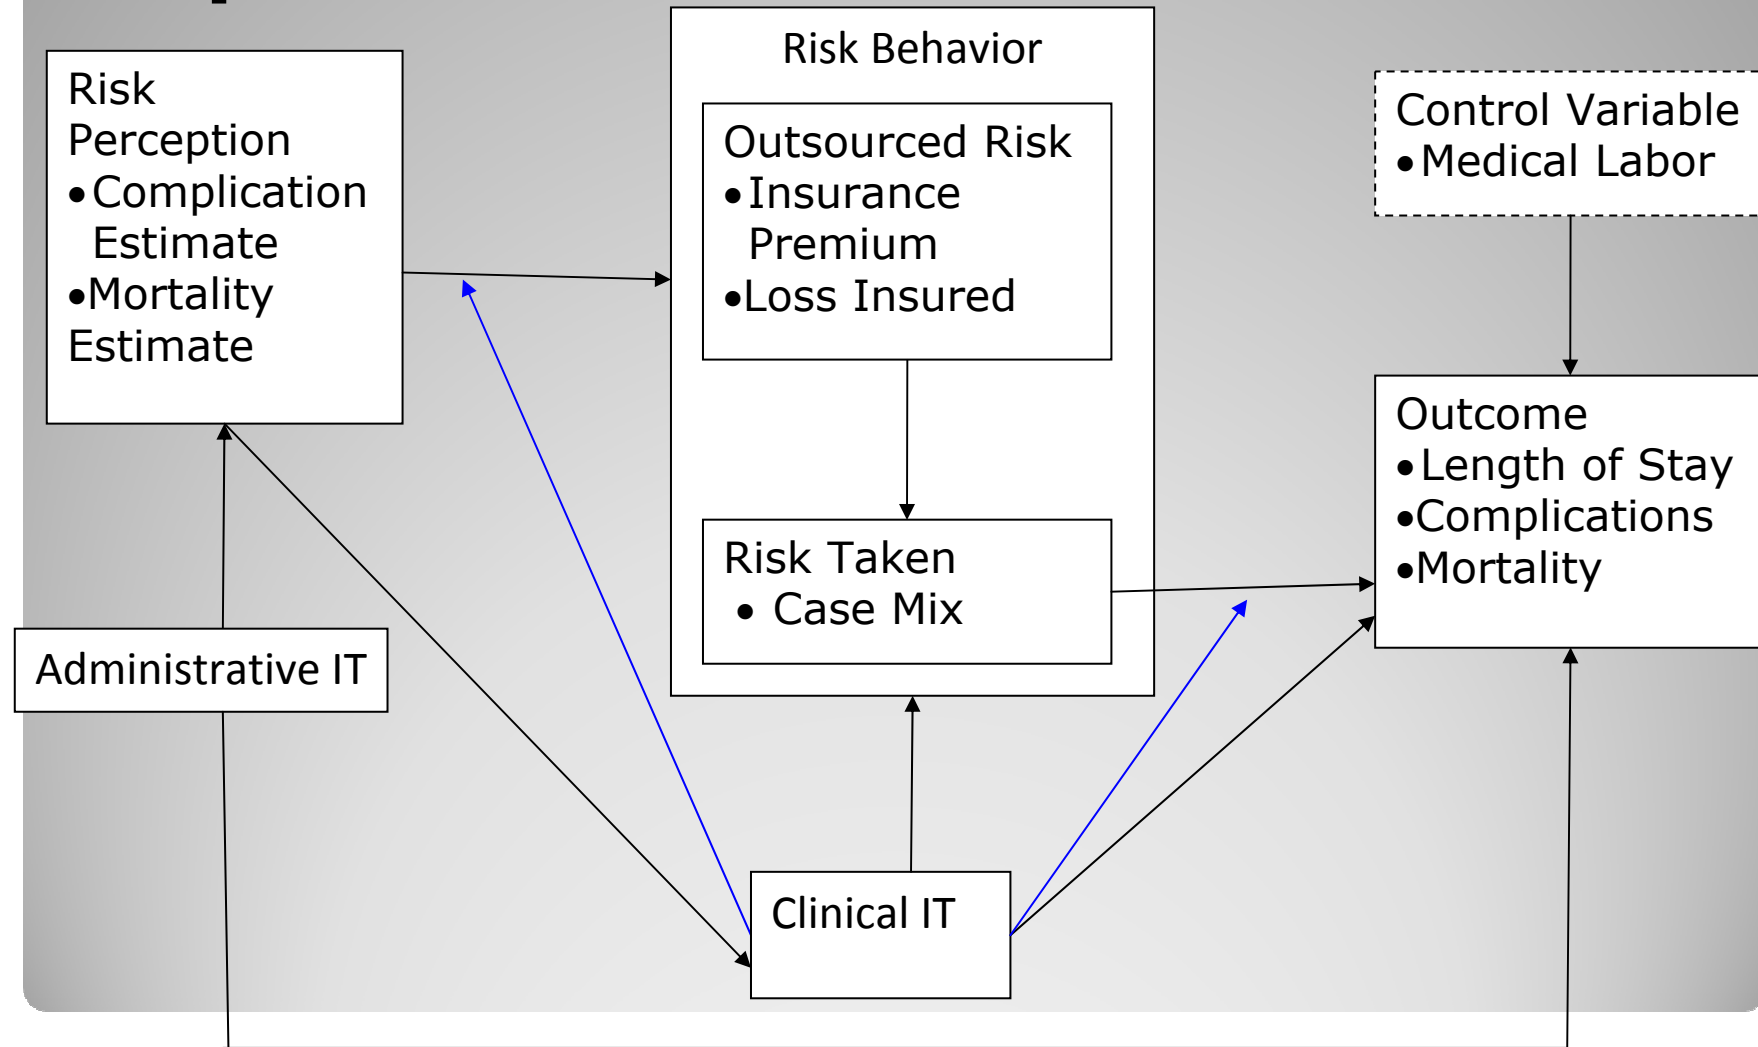 Risk
Perception
•Complication
Estimate
•Mortality
Estimate
Risk Behavior
Outsourced Risk
•Insurance
Premium
•Loss Insured
Risk Taken
• Case Mix
Control Variable
•Medical Labor
Outcome
•Length of Stay
•Complications
•Mortality
Administrative IT
Clinical IT